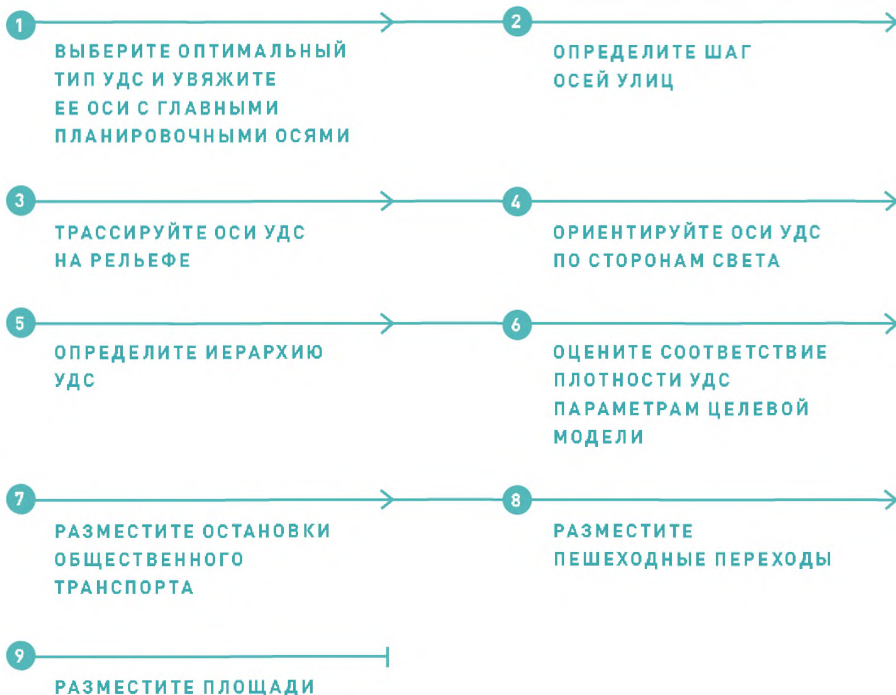 1
ВЫБЕРИТЕ ОПТИМАЛЬНЫЙ
ТИП УДС И УВЯЖИТЕ
ЕЕ ОСИ С ГЛАВНЫМИ
ПЛАНИРОВОЧНЫМИ ОСЯМИ
2
ОПРЕДЕЛИТЕ ШАГ
ОСЕЙ УЛИЦ
3
ТРАССИРУЙТЕ ОСИ УДС
НА РЕЛЬЕФЕ
4
ОРИЕНТИРУЙТЕ ОСИ УДС
ПО СТОРОНАМ СВЕТА
5
ОПРЕДЕЛИТЕ ИЕРАРХИЮ
УДС
6
ОЦЕНИТЕ СООТВЕТСТВИЕ
ПЛОТНОСТИ УДС
ПАРАМЕТРАМ ЦЕЛЕВОЙ
МОДЕЛИ
7
РАЗМЕСТИТЕ ОСТАНОВКИ
ОБЩЕСТВЕННОГО
ТРАНСПОРТА
8
РАЗМЕСТИТЕ
ПЕШЕХОДНЫЕ ПЕРЕХОДЫ
9
РАЗМЕСТИТЕ ПЛОЩАДИ